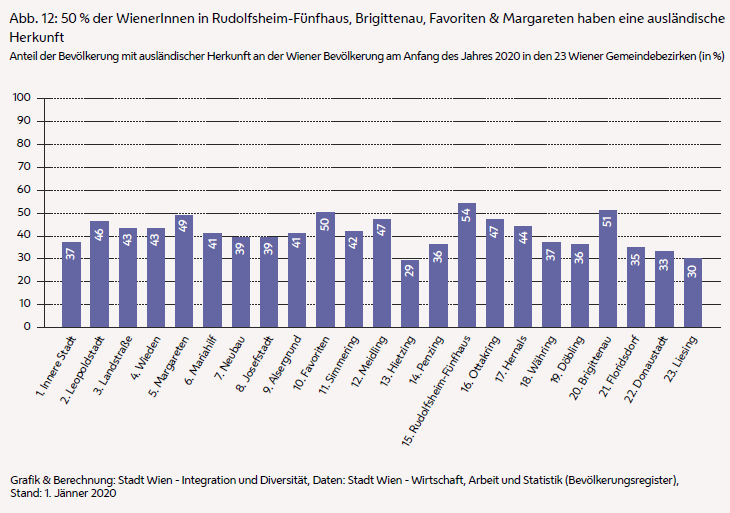 Abb. 12: 50 % der WienerInnen in Rudolfsheim-Fünfhaus, Brigittenau, Favoriten & Margareten haben eine ausländische
Herkunft
Anteil der Bevölkerung mit ausländischer Herkunft an der Wiener Bevölkerung am Anfang des Jahres 2020 in den 23 Wiener Gemeindebezirken (in %)
100
90
80
70
60
50
40
30
20
10
0
37
46
43
43
49
41
39
39
41
50
42
47
29
36
54
47
44
37
36
51
35
33
30
1. Innere Stadt
2. Leopoldstadt
3. Landstraße
4. Wieden
5. Margareten
6. Mariahilf
7. Neubau
8. Josefstadt
9. Alsergrund
10. Favoriten
11. Simmering
12. Meidling
13. Hietzing
14. Penzing
15. Rudolfsheim-Fünfhaus
16. Ottakring
17. Hernals
18. Währing
19. Döbling
20. Brigittenau
21. Floridsdorf
22. Donaustadt
23. Liesing
Grafik & Berechnung: Stadt Wien - Integration und Diversität, Daten: Stadt Wien - Wirtschaft, Arbeit und Statistik (Bevölkerungsregister),
Stand: 1. Jänner 2020